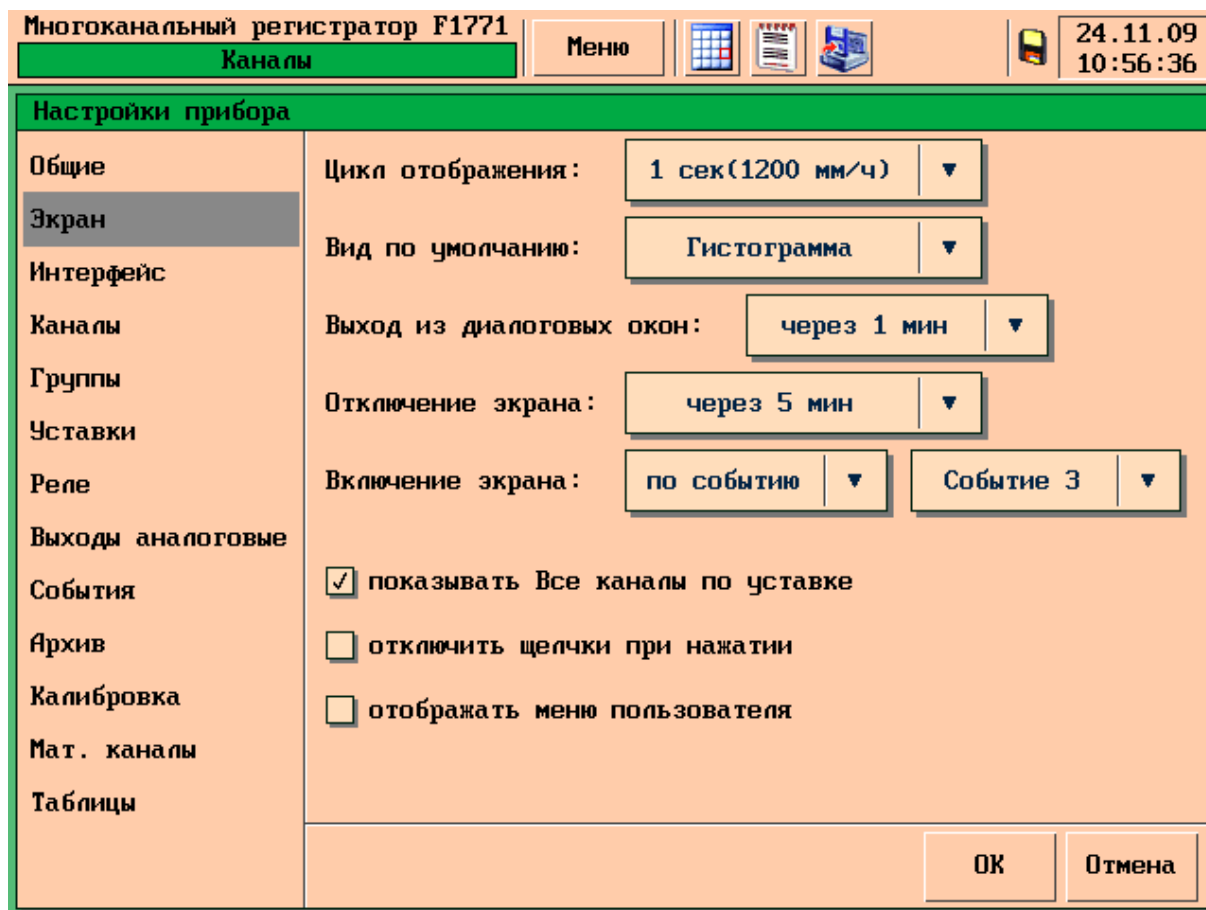 Многоканальный регистратор F1771
Каналы
Меню
24.11.09
10:56:36
Настройки прибора
Общие
Экран
Интерфейс
Каналы
Группы
Уставки
Реле
Выходы аналоговые
События
Архив
Калибровка
Мат. каналы
Таблицы
Цикл отображения: 1 сек(1200 мм/ч)
Вид по умолчанию: Гистограмма
Выход из диалоговых окон: через 1 мин
Отключение экрана: через 5 мин
Включение экрана: по событию Событие 3
показывать Все каналы по уставке
отключить щелчки при нажатии
отображать меню пользователя
ОК Отмена